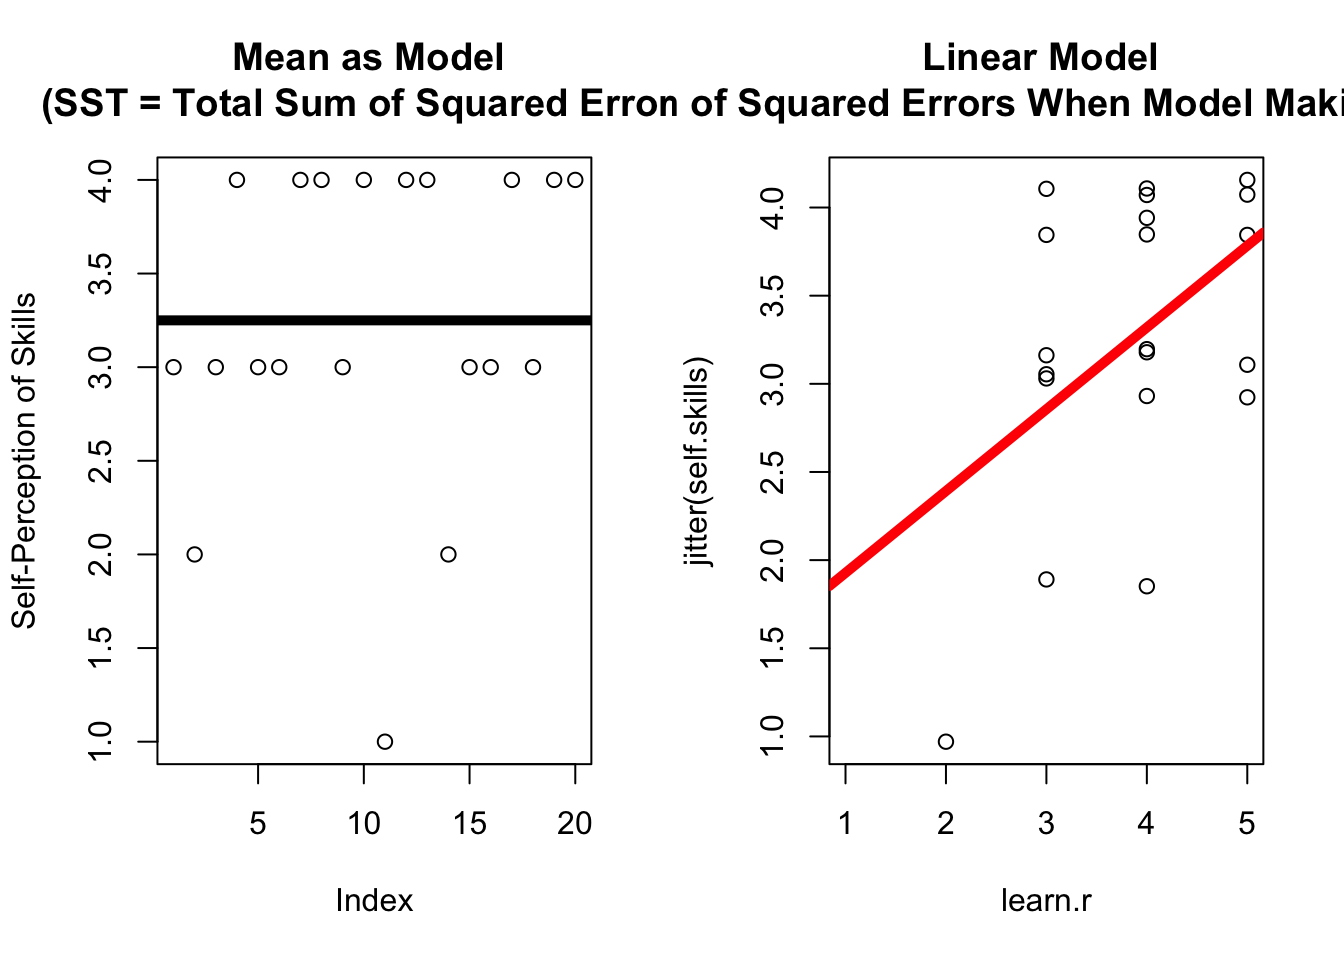 Mean as Model
(SST = Total Sum of Squared Erron of Squared Errors When Model Maki
Linear Model
Self-Perception of Skills
4.0
3.5
3.0
2.5
2.0
1.5
1.0
5 10 15 20
Index
jitter(self.skills)
4.0
3.5
3.0
2.5
2.0
1.5
1.0
1 2 3 4 5
learn.r